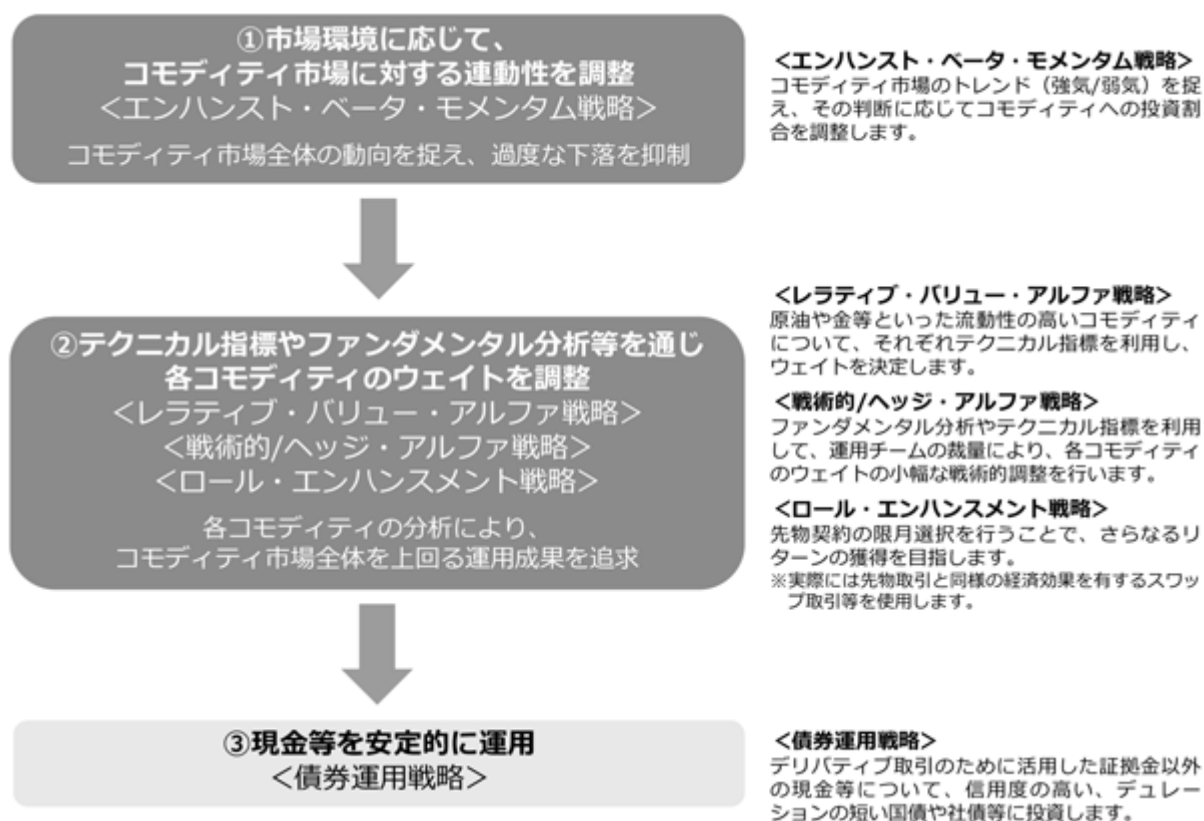 ①市場環境に応じて、
コモディティ市場に対する連動性を調整
<エンハンスト・ベータ・モメンタム戦略>
コモディティ市場全体の動向を捉え、過度な下落を抑制
<エンハンスト・ベータ・モメンタム戦略>
コモディティ市場のトレンド（強気/弱気）を捉
え、その判断に応じてコモディティへの投資割
合を調整します。
②テクニカル指標やファンダメンタル分析等を通じ
各コモディティのウェイトを調整
<レラティブ・バリュー・アルファ戦略>
<戦術的/ヘッジ・アルファ戦略>
<ロール・エンハンスメント戦略>
各コモディティの分析により、
コモディティ市場全体を上回る運用成果を追求
<レラティブ・バリュー・アルファ戦略>
原油や金等といった流動性の高いコモディティ
について、それぞれテクニカル指標を利用し、
ウェイトを決定します。
<戦術的/ヘッジ・アルファ戦略>
ファンダメンタル分析やテクニカル指標を利用
して、運用チームの裁量により、各コモディティ
のウェイトの小幅な戦術的調整を行います。
<ロール・エンハンスメント戦略>
先物契約の限月選択を行うことで、さらなるリ
ターンの獲得を目指します。
※実際には先物取引と同様の経済効果を有するスワッ
プ取引等を使用します。
③現金等を安定的に運用
<債券運用戦略>
<債券運用戦略>
デリバティブ取引のために活用した証拠金以外
の現金等について、信用度の高い、デュレー
ションの短い国債や社債等に投資します。